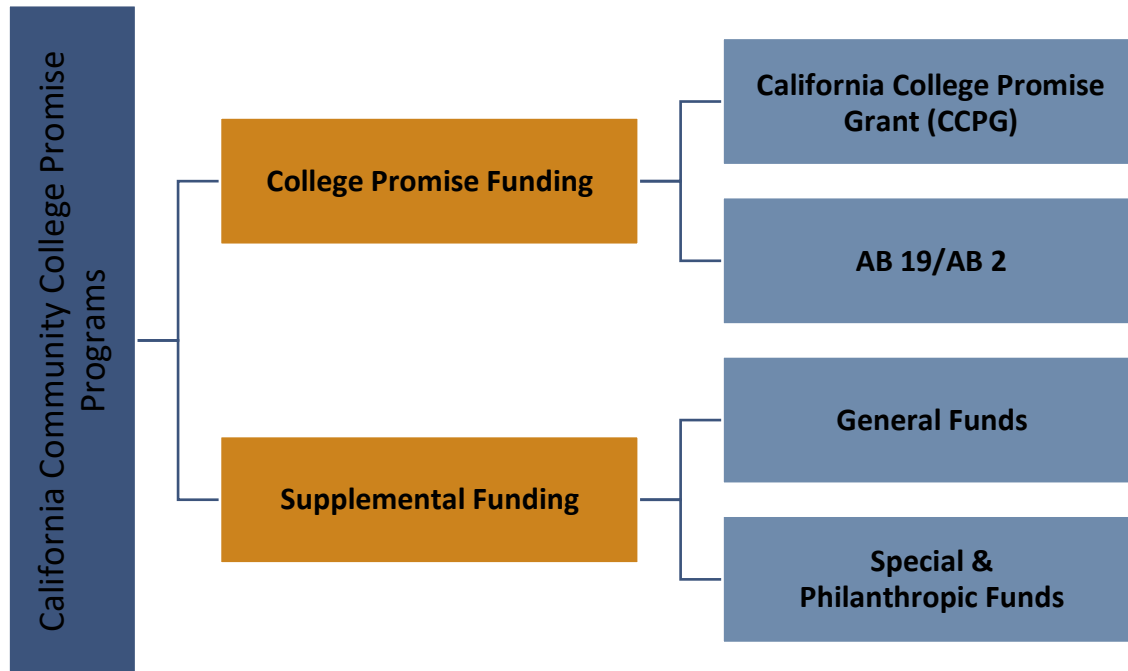 California Community College Promise
Programs
College Promise Funding
California College Promise
Grant (CCPG)
AB 19/AB 2
Supplemental Funding
General Funds
Special &
Philanthropic Funds